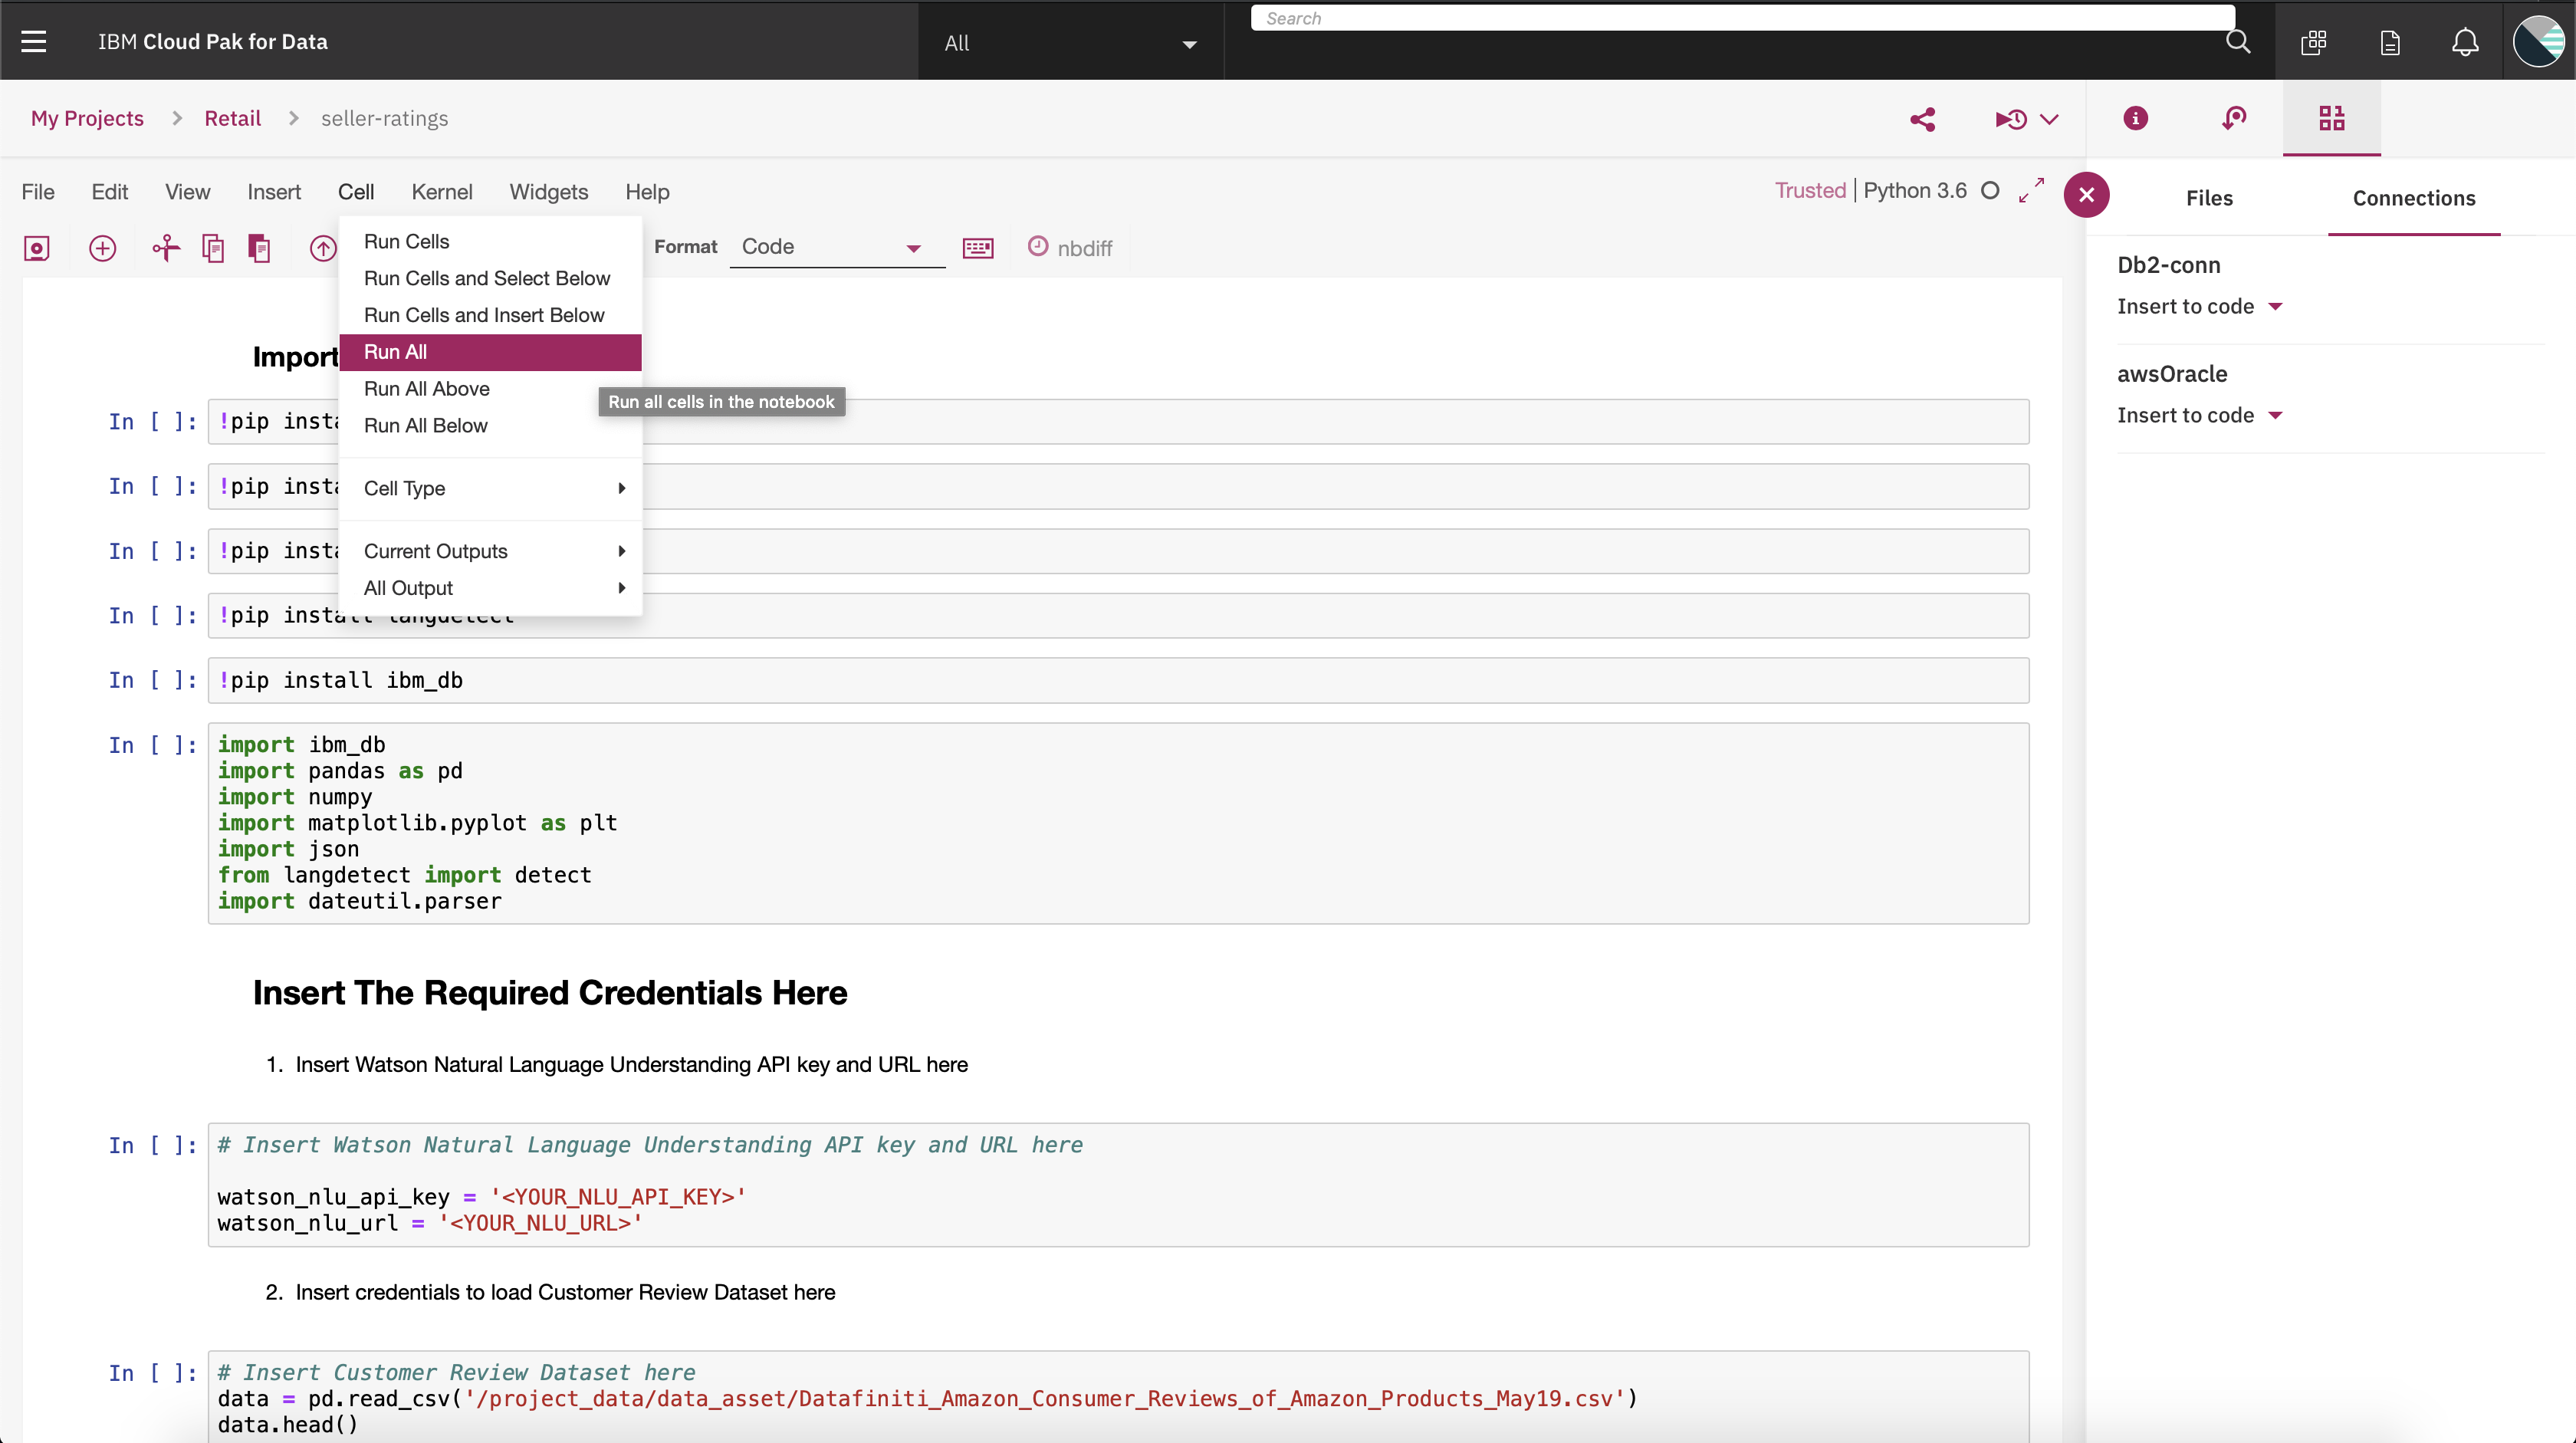 IBM Cloud Pak for Data
All
Search
My Projects > Retail > seller-ratings
File Edit View Insert Cell Kernel Widgets Help
Trusted | Python 3.6
Files Connections
Format Code nbdiff
Run Cells
Run Cells and Select Below
Run Cells and Insert Below
Run All
Run All Above
Run All Below
Cell Type
Current Outputs
All Output
Run all cells in the notebook
Db2-conn
Insert to code
awsOracle
Insert to code
Import
In [ ]: !pip
In [ ]: !pip
In [ ]: !pip
In [ ]: !pip install langdetect
In [ ]: !pip install ibm_db
In [ ]: import ibm_db
import pandas as pd
import numpy
import matplotlib.pyplot as plt
import json
from langdetect import detect
import dateutil.parser
Insert The Required Credentials Here
1. Insert Watson Natural Language Understanding API key and URL here
In [ ]: # Insert Watson Natural Language Understanding API key and URL here
watson_nlu_api_key = '<YOUR_NLU_API_KEY>'
watson_nlu_url = '<YOUR_NLU_URL>'
2. Insert credentials to load Customer Review Dataset here
In [ ]: # Insert Customer Review Dataset here
data = pd.read_csv('/project_data/data_asset/Datafiniti_Amazon_Consumer_Reviews_of_Amazon_Products_May19.csv')
data.head()